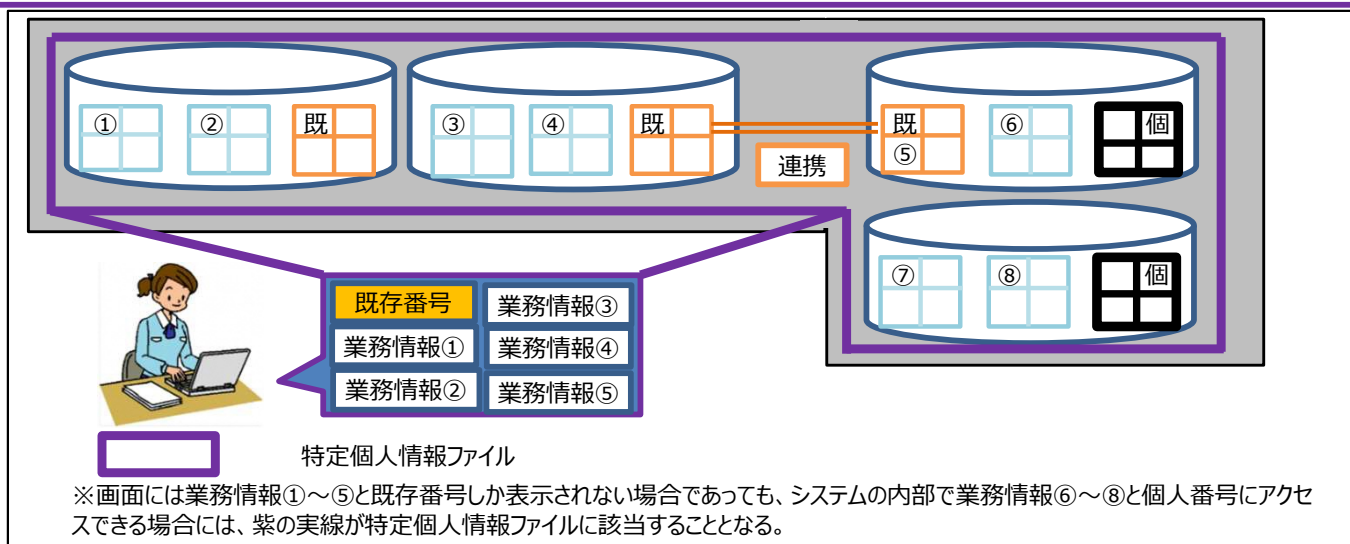 ① ② 既 ③ ④ 既 既 ⑥ 個
⑤
連携
⑦ ⑧ 個
既存番号 業務情報③
業務情報① 業務情報④
業務情報② 業務情報⑤
特定個人情報ファイル
※画面には業務情報①~⑤と既存番号しか表示されない場合であっても、システムの内部で業務情報⑥~⑧と個人番号にアクセ
スできる場合には、紫の実線が特定個人情報ファイルに該当することとなる。